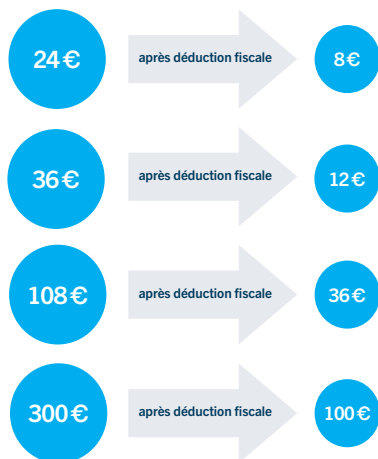 24 € après déduction fiscale 8 €
36 € après déduction fiscale 12 €
108 € après déduction fiscale 36 €
300 € après déduction fiscale 100 €